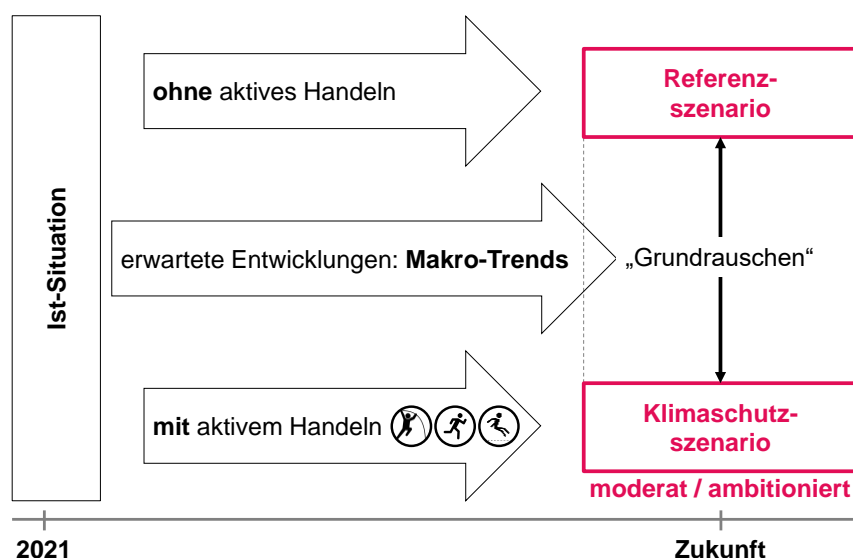 Ist-Situation
ohne aktives Handeln
Referenz-
szenario
erwartete Entwicklungen: Makro-Trends
„Grundrauschen“
mit aktivem Handeln
Klimaschutz-
szenario
moderat / ambitioniert
2021
Zukunft